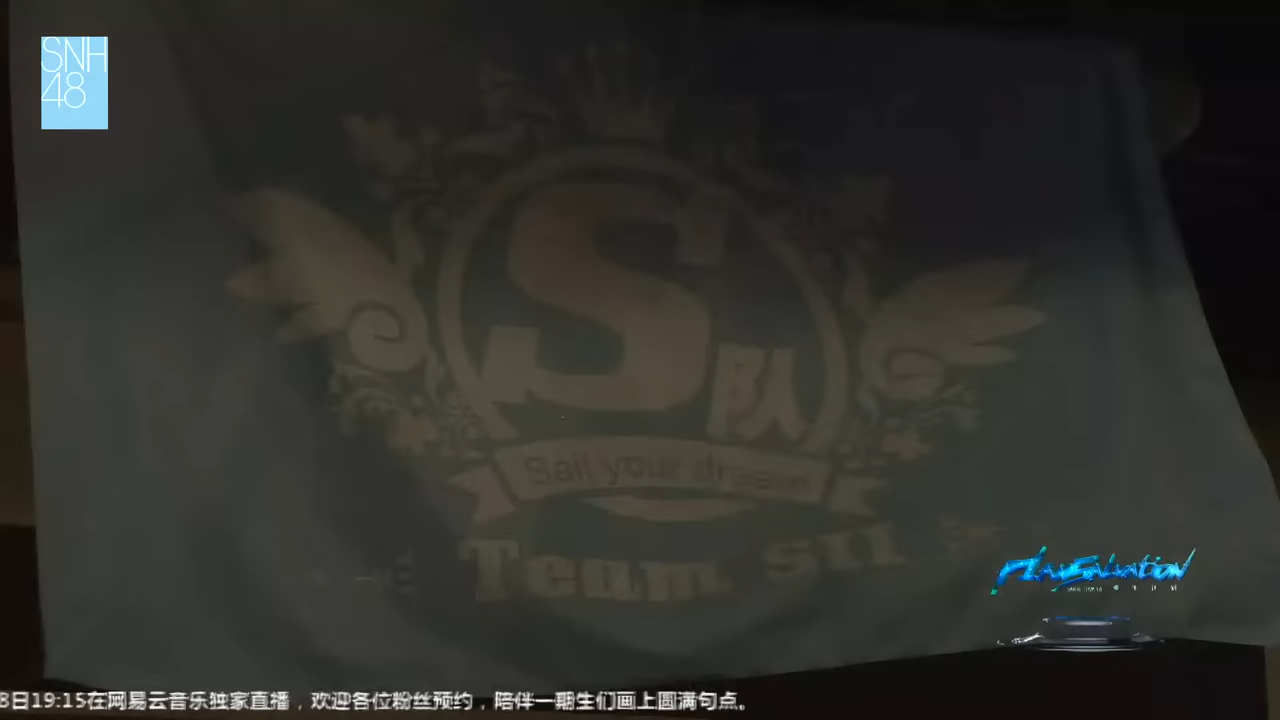 SNH
48
S队
Sail your dream
Team SII
8日19:15在网易云音乐独家直播，欢迎各位粉丝预约，陪伴一期生们画上圆满句点。